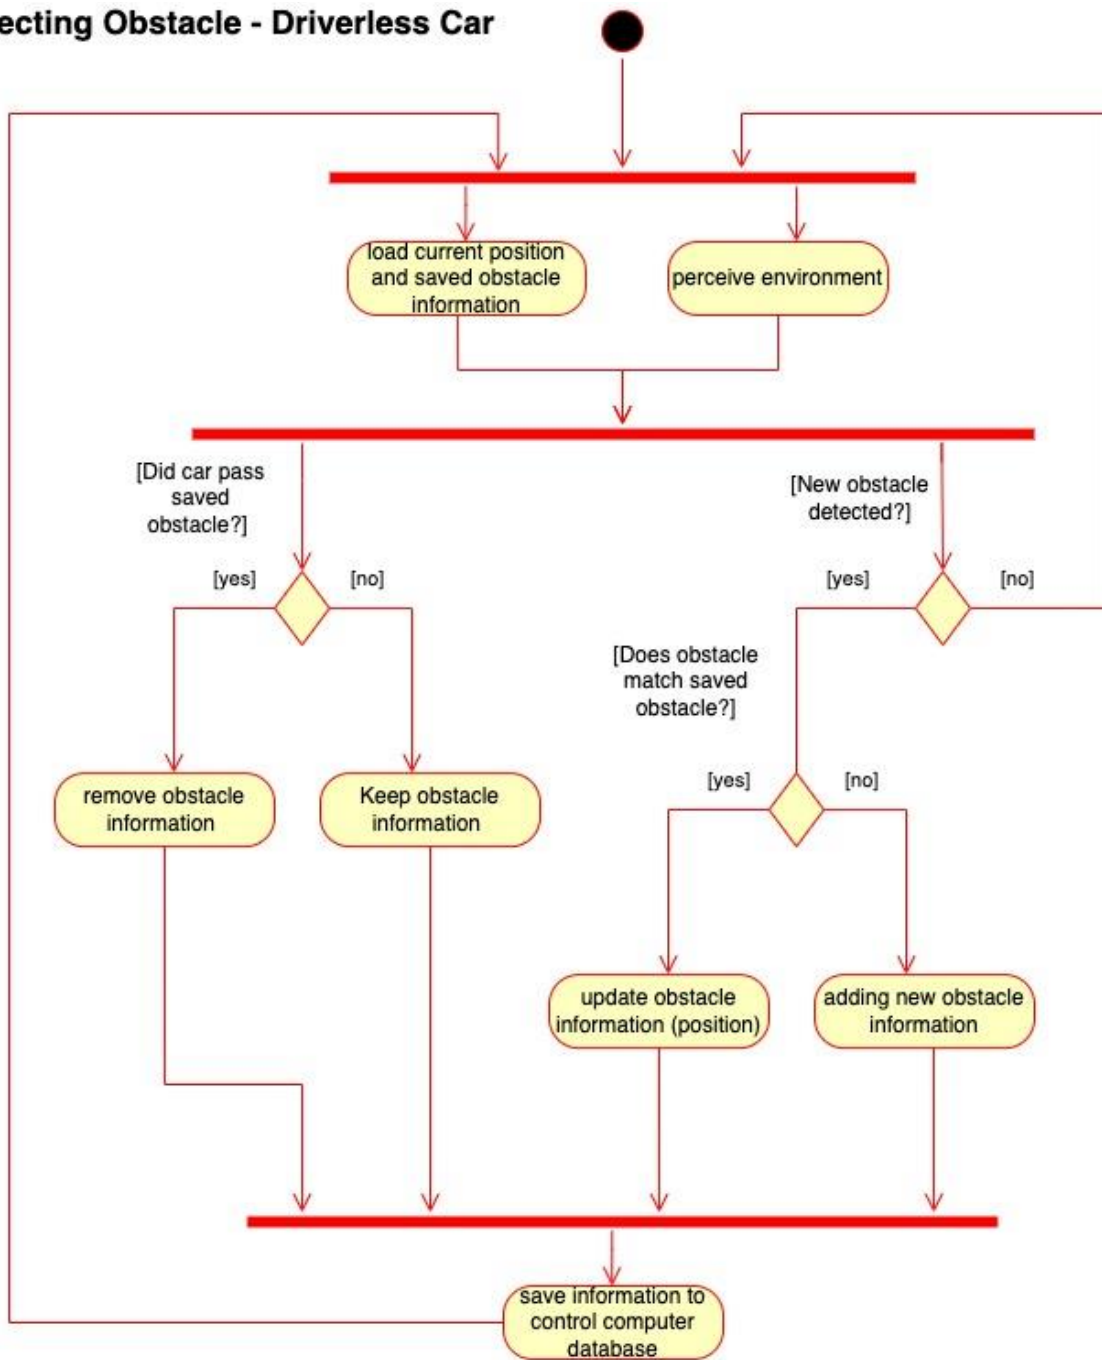 ecting Obstacle - Driverless Car
load current position
and saved obstacle
information
perceive environment
[Did car pass
saved
obstacle?]
[New obstacle
detected?]
[yes]
[no]
[yes]
[no]
[Does obstacle
match saved
obstacle?]
[yes]
[no]
remove obstacle
information
Keep obstacle
information
update obstacle
information (position)
adding new obstacle
information
save information to
control computer
database